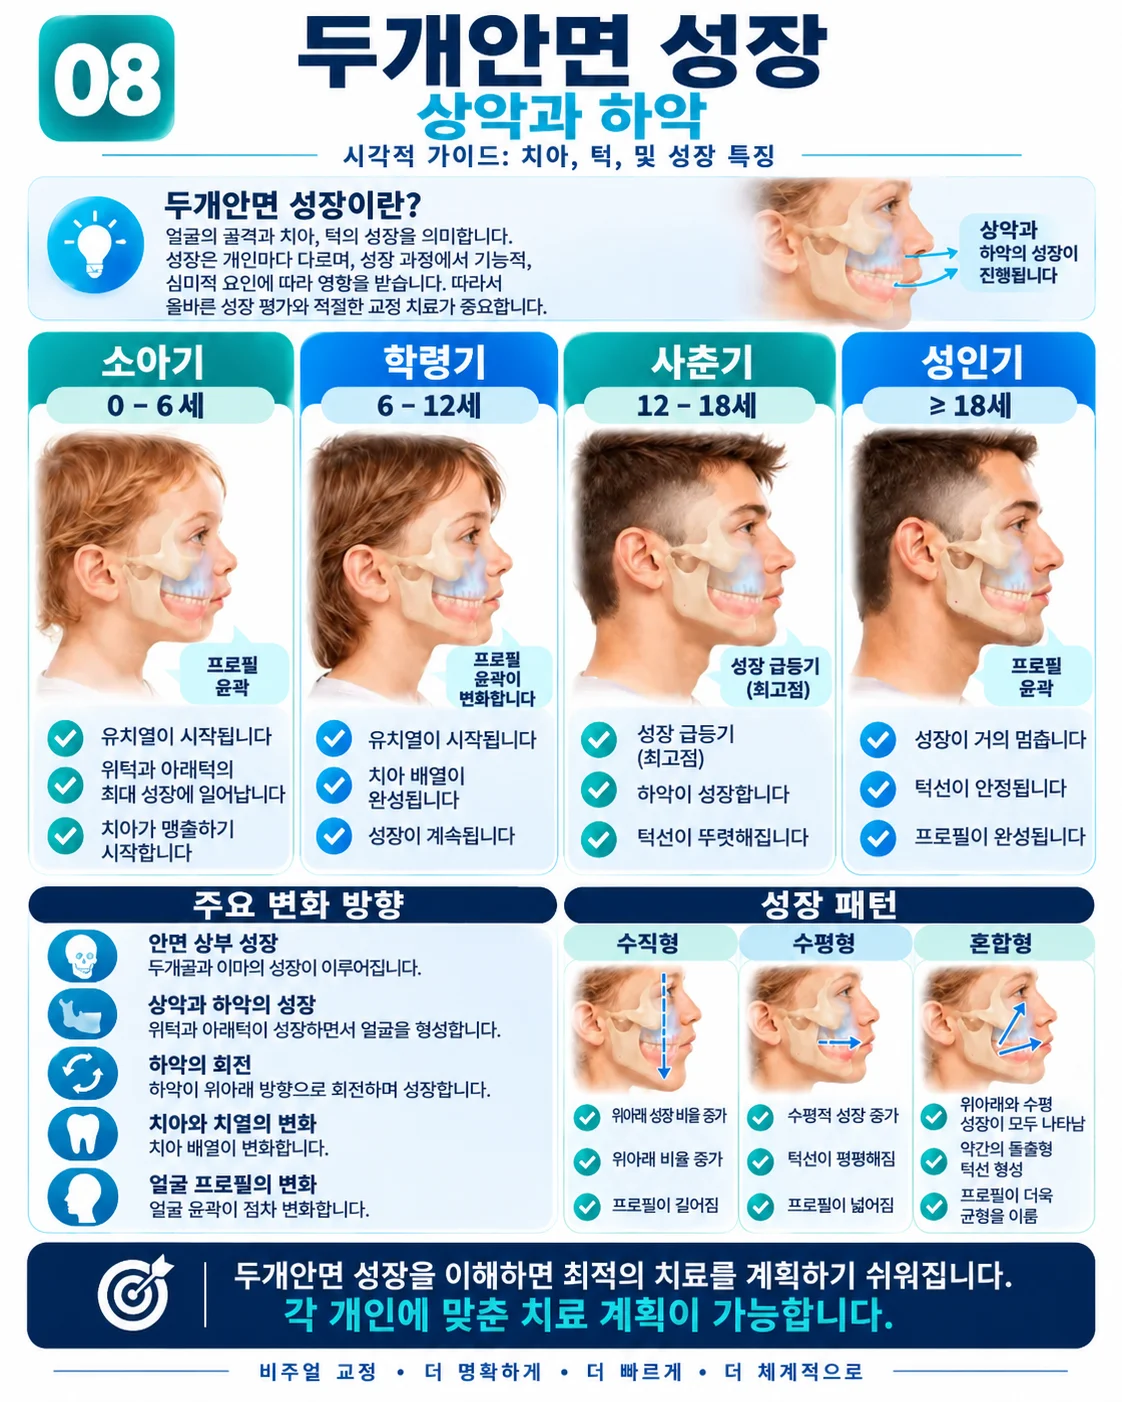 08
두개안면 성장
상악과 하악
시각적 가이드: 치아, 턱, 및 성장 특징
두개안면 성장이란?
얼굴의 골격과 치아, 턱의 성장을 의미합니다.
성장은 개인마다 다르며, 성장 과정에서 기능적,
심미적 요인에 따라 영향을 받습니다. 따라서
올바른 성장 평가와 적절한 교정 치료가 중요합니다.
상악과
하악의 성장이
진행됩니다
소아기
0 – 6 세
프로필
윤곽
유치열이 시작됩니다
위턱과 아래턱의
최대 성장에 일어납니다
치아가 맹출하기
시작합니다
학령기
6 – 12세
프로필
윤곽이
변화합니다
유치열이 시작됩니다
치아 배열이
완성됩니다
성장이 계속됩니다
사춘기
12 – 18세
성장 급등기
(최고점)
성장 급등기
(최고점)
하악이 성장합니다
턱선이 뚜렷해집니다
성인기
≥ 18세
프로필
윤곽
성장이 거의 멈춥니다
턱선이 안정됩니다
프로필이 완성됩니다
주요 변화 방향
안면 상부 성장
두개골과 이마의 성장이 이루어집니다.
상악과 하악의 성장
위턱과 아래턱이 성장하면서 얼굴을 형성합니다.
하악의 회전
하악이 위아래 방향으로 회전하며 성장합니다.
치아와 치열의 변화
치아 배열이 변화합니다.
얼굴 프로필의 변화
얼굴 윤곽이 점차 변화합니다.
성장 패턴
수직형
위아래 성장 비율 증가
위아래 비율 증가
프로필이 길어짐
수평형
수평적 성장 증가
턱선이 평평해짐
프로필이 넓어짐
혼합형
위아래와 수평
성장이 모두 나타남
약간의 돌출형
턱선 형성
프로필이 더욱
균형을 이룸
두개안면 성장을 이해하면 최적의 치료를 계획하기 쉬워집니다.
각 개인에 맞춘 치료 계획이 가능합니다.
비주얼 교정 • 더 명확하게 • 더 빠르게 • 더 체계적으로